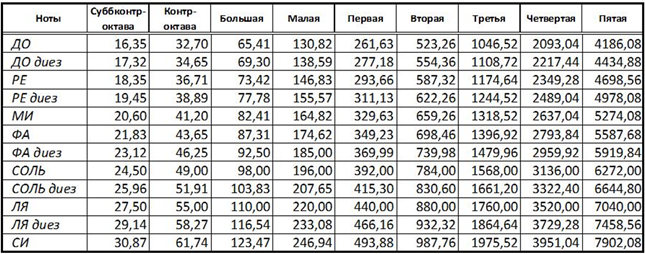 Ноты Суббконтр-октава Контр-октава Большая Малая Первая Вторая Третья Четвертая Пятая
ДО 16,35 32,70 65,41 130,82 261,63 523,26 1046,52 2093,04 4186,08
ДО диез 17,32 34,65 69,30 138,59 277,18 554,36 1108,72 2217,44 4434,88
РЕ 18,35 36,71 73,42 146,83 293,66 587,32 1174,64 2349,28 4698,56
РЕ диез 19,45 38,89 77,78 155,57 311,13 622,26 1244,52 2489,04 4978,08
МИ 20,60 41,20 82,41 164,82 329,63 659,26 1318,52 2637,04 5274,08
ФА 21,83 43,65 87,31 174,62 349,23 698,46 1396,92 2793,84 5587,68
ФА диез 23,12 46,25 92,50 185,00 369,99 739,98 1479,96 2959,92 5919,84
СОЛЬ 24,50 49,00 98,00 196,00 392,00 784,00 1568,00 3136,00 6272,00
СОЛЬ диез 25,96 51,91 103,83 207,65 415,30 830,60 1661,20 3322,40 6644,80
ЛЯ 27,50 55,00 110,00 220,00 440,00 880,00 1760,00 3520,00 7040,00
ЛЯ диез 29,14 58,27 116,54 233,08 466,16 932,32 1864,64 3729,28 7458,56
СИ 30,87 61,74 123,47 246,94 493,88 987,76 1975,52 3951,04 7902,08